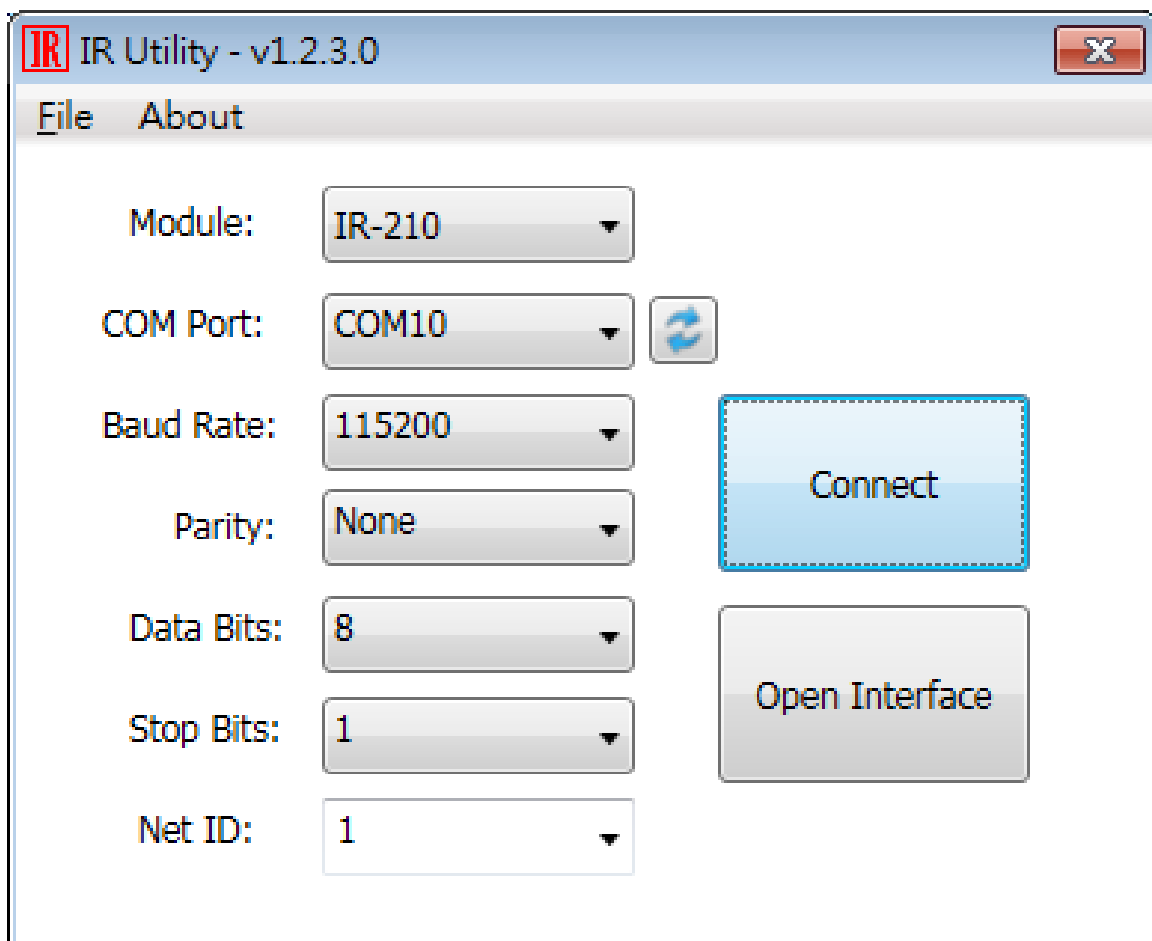 IR IR Utility - v1.2.3.0
File About
Module: IR-210
COM Port: COM10
Baud Rate: 115200
Connect
Parity: None
Data Bits: 8
Open Interface
Stop Bits: 1
Net ID: 1